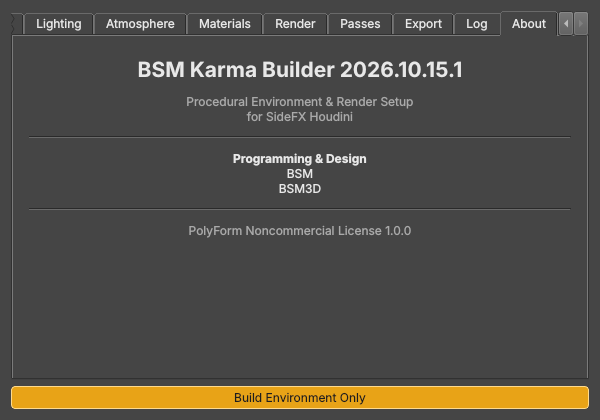 Lighting
Atmosphere
Materials
Render
Passes
Export
Log
About
BSM Karma Builder 2026.10.15.1
Procedural Environment & Render Setup
for SideFX Houdini
Programming & Design
BSM
BSM3D
PolyForm Noncommercial License 1.0.0
Build Environment Only